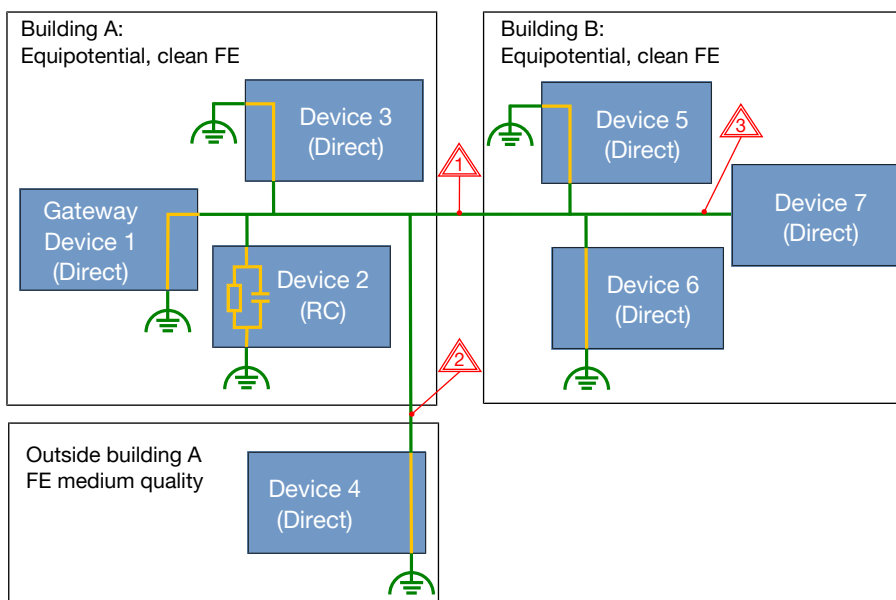 Building A:
Equipotential, clean FE
Device 3
(Direct)
1
Gateway
Device 1
(Direct)
Device 2
(RC)
2
Building B:
Equipotential, clean FE
Device 5
(Direct)
3
Device 7
(Direct)
Device 6
(Direct)
Outside building A
FE medium quality
Device 4
(Direct)